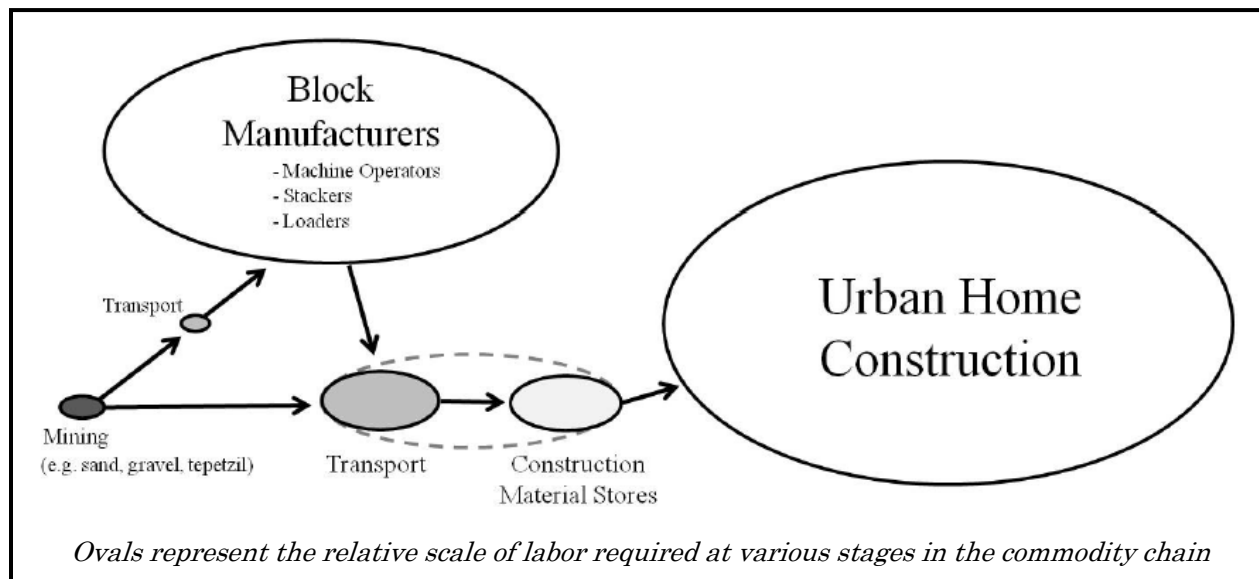 Block
Manufacturers
- Machine Operators
- Stackers
- Loaders
Transport
Mining
(e.g. sand, gravel, tepetzil)
Transport
Construction
Material Stores
Urban Home
Construction
Ovals represent the relative scale of labor required at various stages in the commodity chain